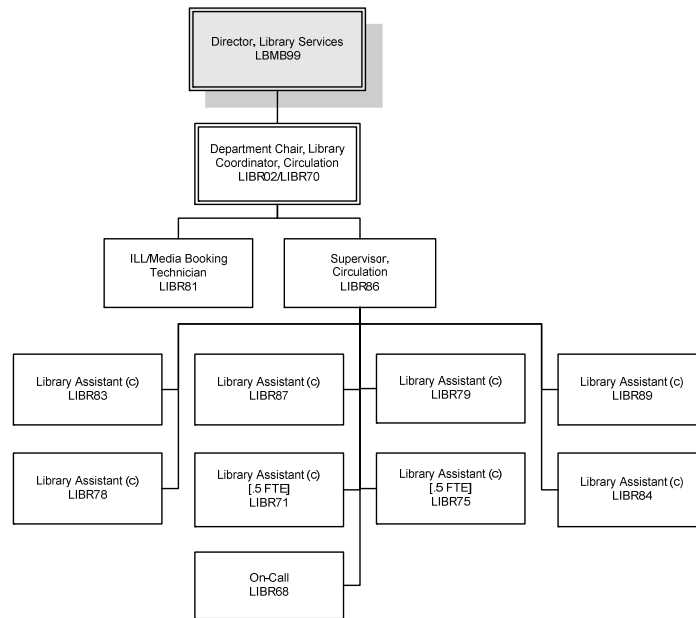 Director, Library Services
LBMB99
Department Chair, Library
Coordinator, Circulation
LIBR02/LIBR70
ILL/Media Booking
Technician
LIBR81
Supervisor,
Circulation
LIBR86
Library Assistant (c)
LIBR83
Library Assistant (c)
LIBR87
Library Assistant (c)
LIBR79
Library Assistant (c)
LIBR89
Library Assistant (c)
LIBR78
Library Assistant (c)
[.5 FTE]
LIBR71
Library Assistant (c)
[.5 FTE]
LIBR75
Library Assistant (c)
LIBR84
On-Call
LIBR68